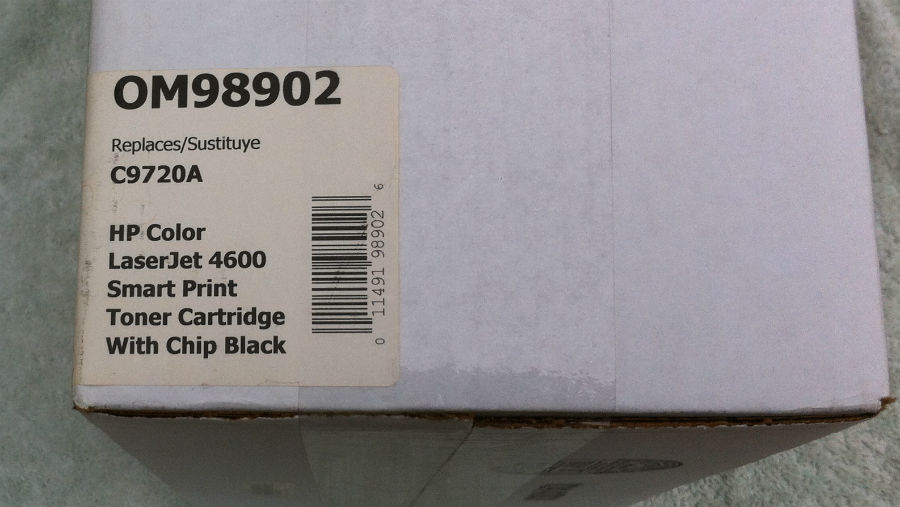 OM98902
Replaces/Sustituye
C9720A
HP Color
LaserJet 4600
Smart Print
Toner Cartridge
With Chip Black
0 11491 98902 6